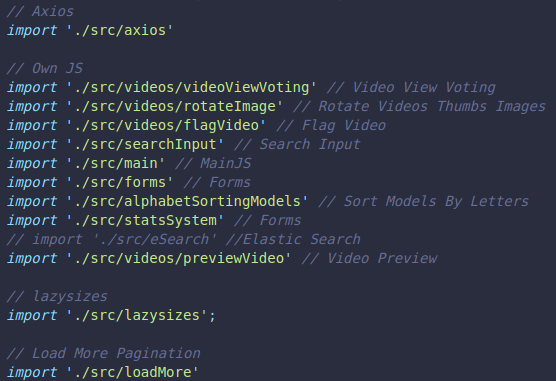 // Axios
import './src/axios'
// Own JS
import './src/videos/videoViewVoting' // Video View Voting
import './src/videos/rotateImage' // Rotate Videos Thumbs Images
import './src/videos/flagVideo' // Flag Video
import './src/searchInput' // Search Input
import './src/main' // MainJS
import './src/forms' // Forms
import './src/alphabetSortingModels' // Sort Models By Letters
import './src/statsSystem' // Forms
// import './src/eSearch' //Elastic Search
import './src/videos/previewVideo' // Video Preview
// lazysizes
import './src/lazysizes';
// Load More Pagination
import './src/loadMore'